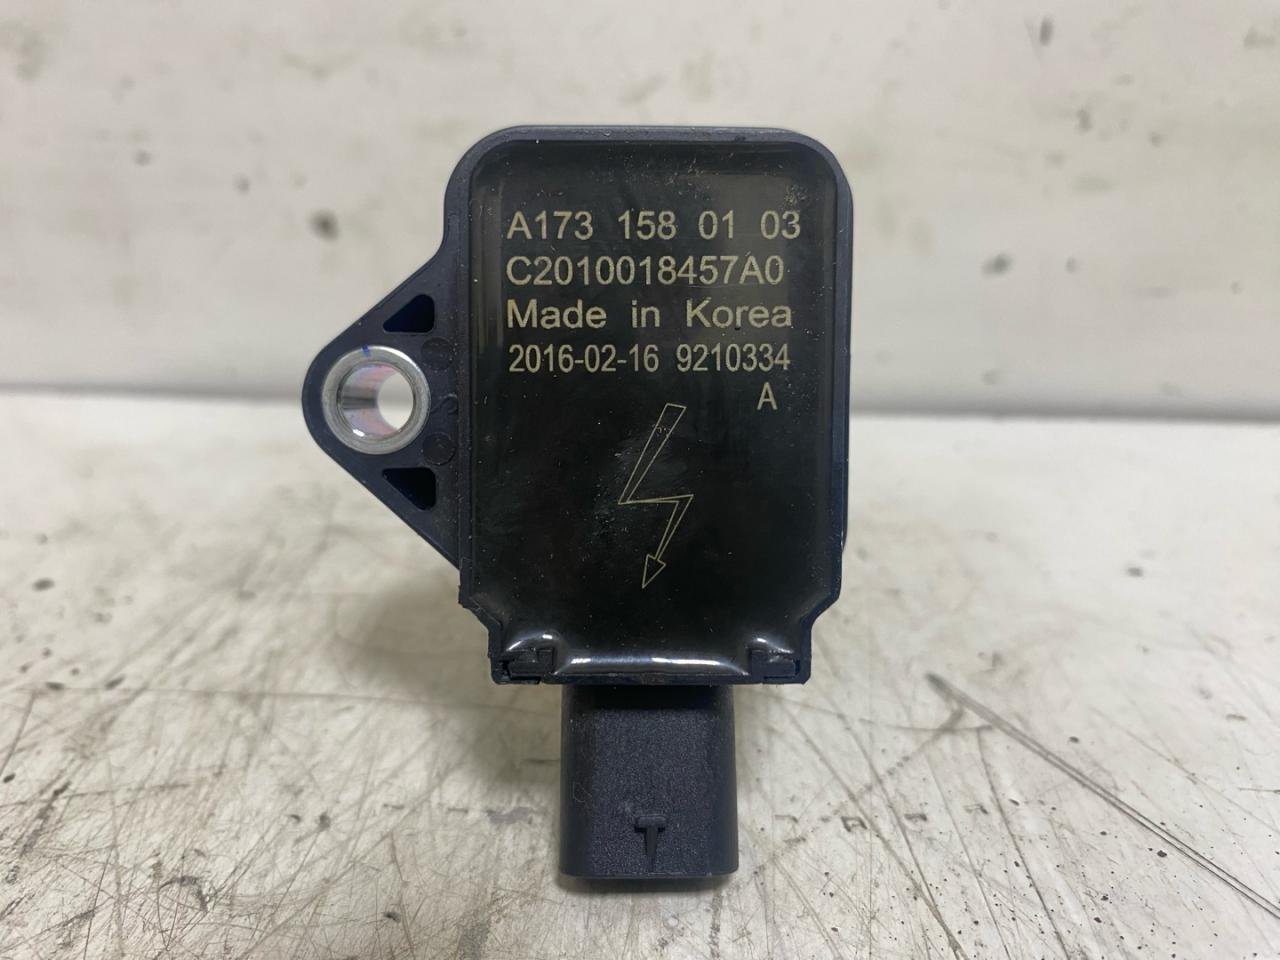 A173 158 01 03
C2010018457A0
Made in Korea
2016-02-16 9210334
A